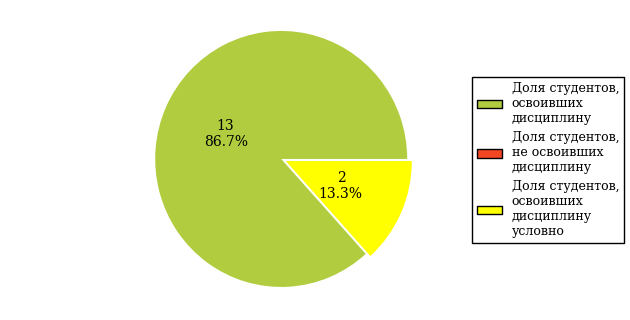 13
86.7%
2
13.3%
Доля студентов,
освоивших
дисциплину
Доля студентов,
не освоивших
дисциплину
Доля студентов,
освоивших
дисциплину
условно